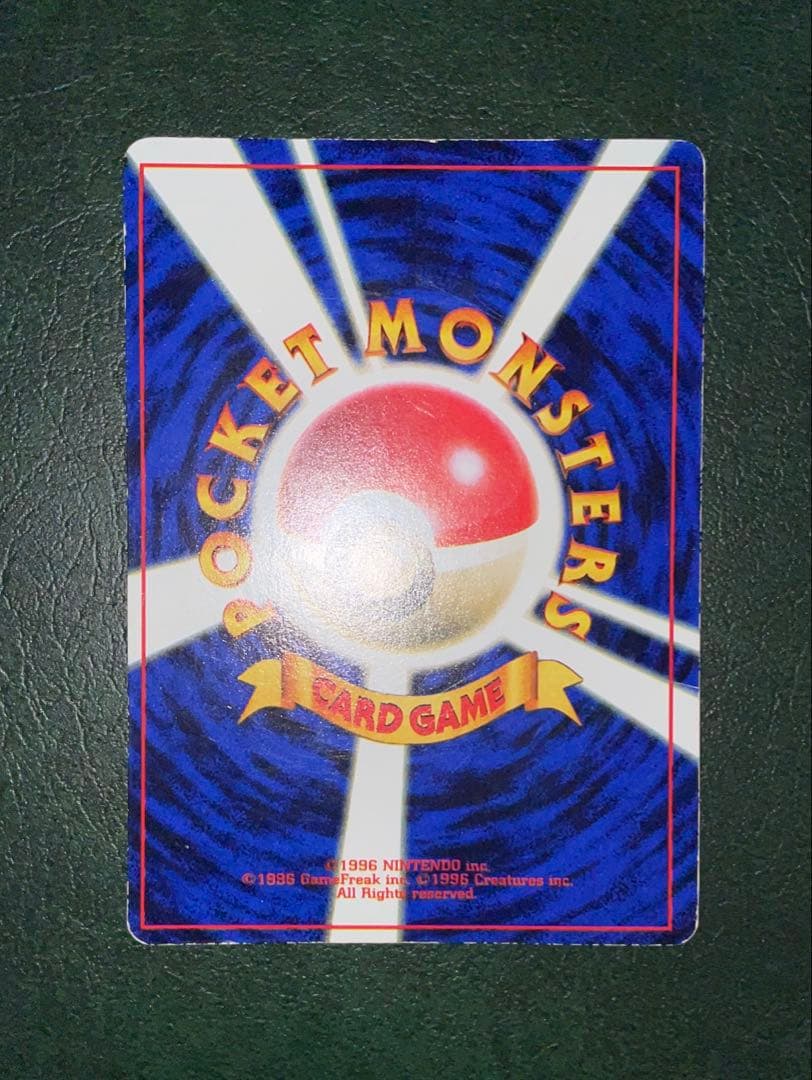 POCKET MONSTERS
CARD GAME
©1996 NINTENDO inc.
©1996 GameFreak inc. ©1996 Creatures inc.
All Rights reserved.